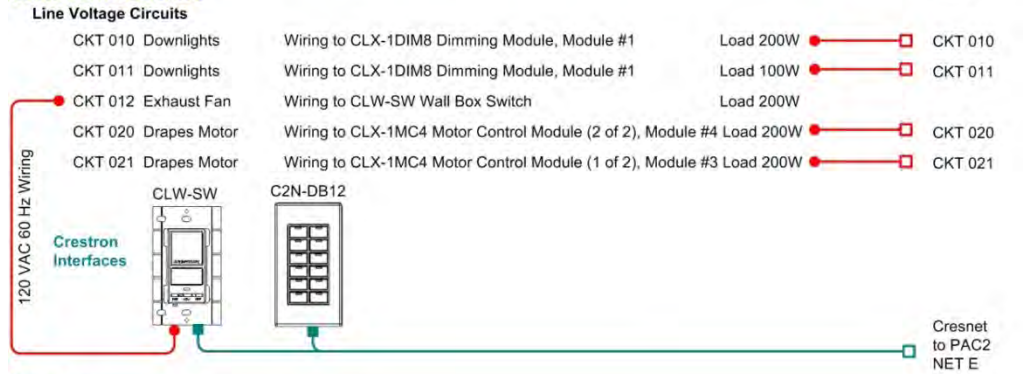 Line Voltage Circuits
CKT 010 Downlights Wiring to CLX-1DIM8 Dimming Module, Module #1 Load 200W CKT 010
CKT 011 Downlights Wiring to CLX-1DIM8 Dimming Module, Module #1 Load 100W CKT 011
CKT 012 Exhaust Fan Wiring to CLW-SW Wall Box Switch Load 200W
CKT 020 Drapes Motor Wiring to CLX-1MC4 Motor Control Module (2 of 2), Module #4 Load 200W CKT 020
CKT 021 Drapes Motor Wiring to CLX-1MC4 Motor Control Module (1 of 2), Module #3 Load 200W CKT 021
120 VAC 60 Hz Wiring
CLW-SW
C2N-DB12
Crestron
Interfaces
Cresnet
to PAC2
NET E